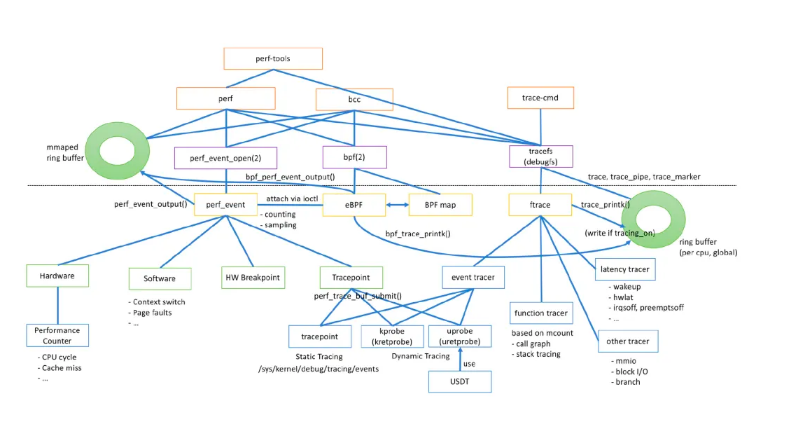 perf-tools
perf
bcc
trace-cmd
mmaped
ring buffer
perf_event_open(2)
bpf(2)
tracefs
(debugfs)
bpf_perf_event_output()
trace, trace_pipe, trace_marker
perf_event_output()
perf_event
attach via ioctl
- counting
- sampling
eBPF
BPF map
ftrace
trace_printk()
(write if tracing_on)
bpf_trace_printk()
ring buffer
(per cpu, global)
Hardware
Software
HW Breakpoint
Tracepoint
event tracer
latency tracer
- Context switch
- Page faults
- ...
perf_trace_buf_submit()
- wakeup
- hwlat
- irqsoff, preemptsoff
- ...
Performance
Counter
- CPU cycle
- Cache miss
- ...
tracepoint
kprobe
(kretprobe)
uprobe
(uretprobe)
function tracer
based on mcount
- call graph
- stack tracing
other tracer
- mmio
- block I/O
- branch
Static Tracing
Dynamic Tracing
/sys/kernel/debug/tracing/events
use
USDT